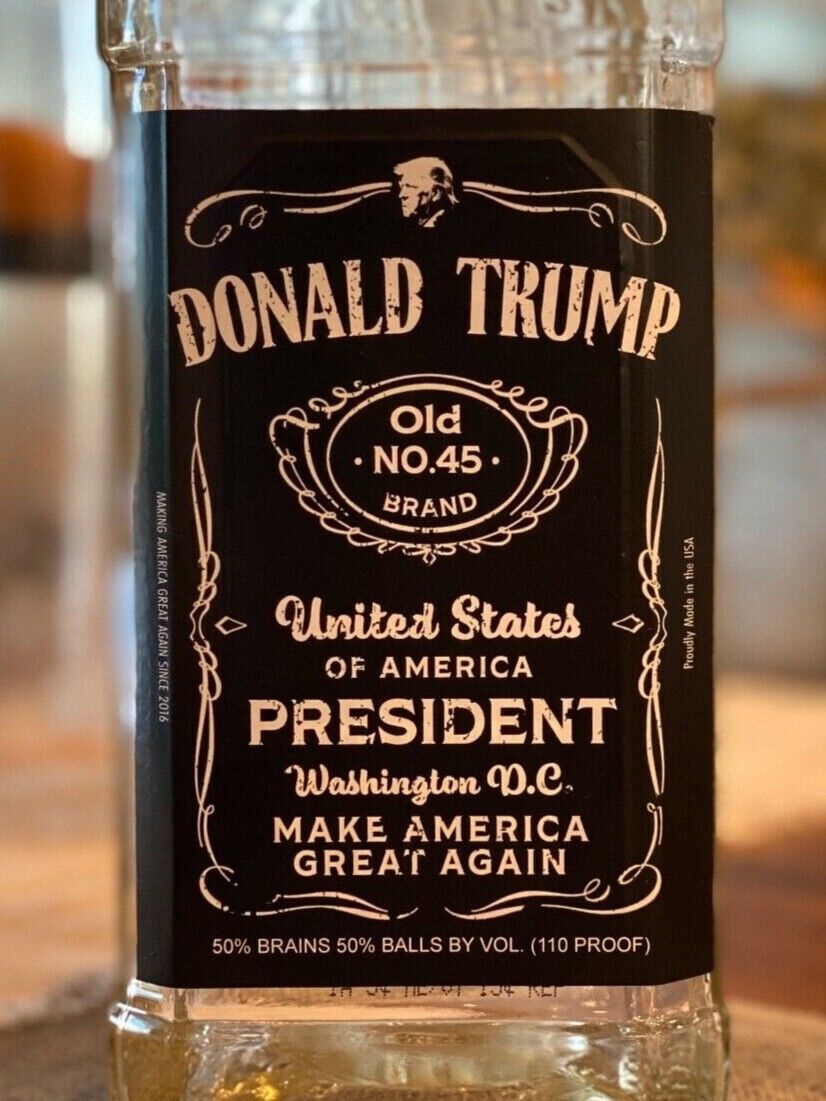 DONALD TRUMP
Old
· NO.45 ·
BRAND
United States
OF AMERICA
PRESIDENT
Washington D.C.
MAKE AMERICA
GREAT AGAIN
50% BRAINS 50% BALLS BY VOL. (110 PROOF)
MAKING AMERICA GREAT AGAIN SINCE 2016
Proudly Made in the USA